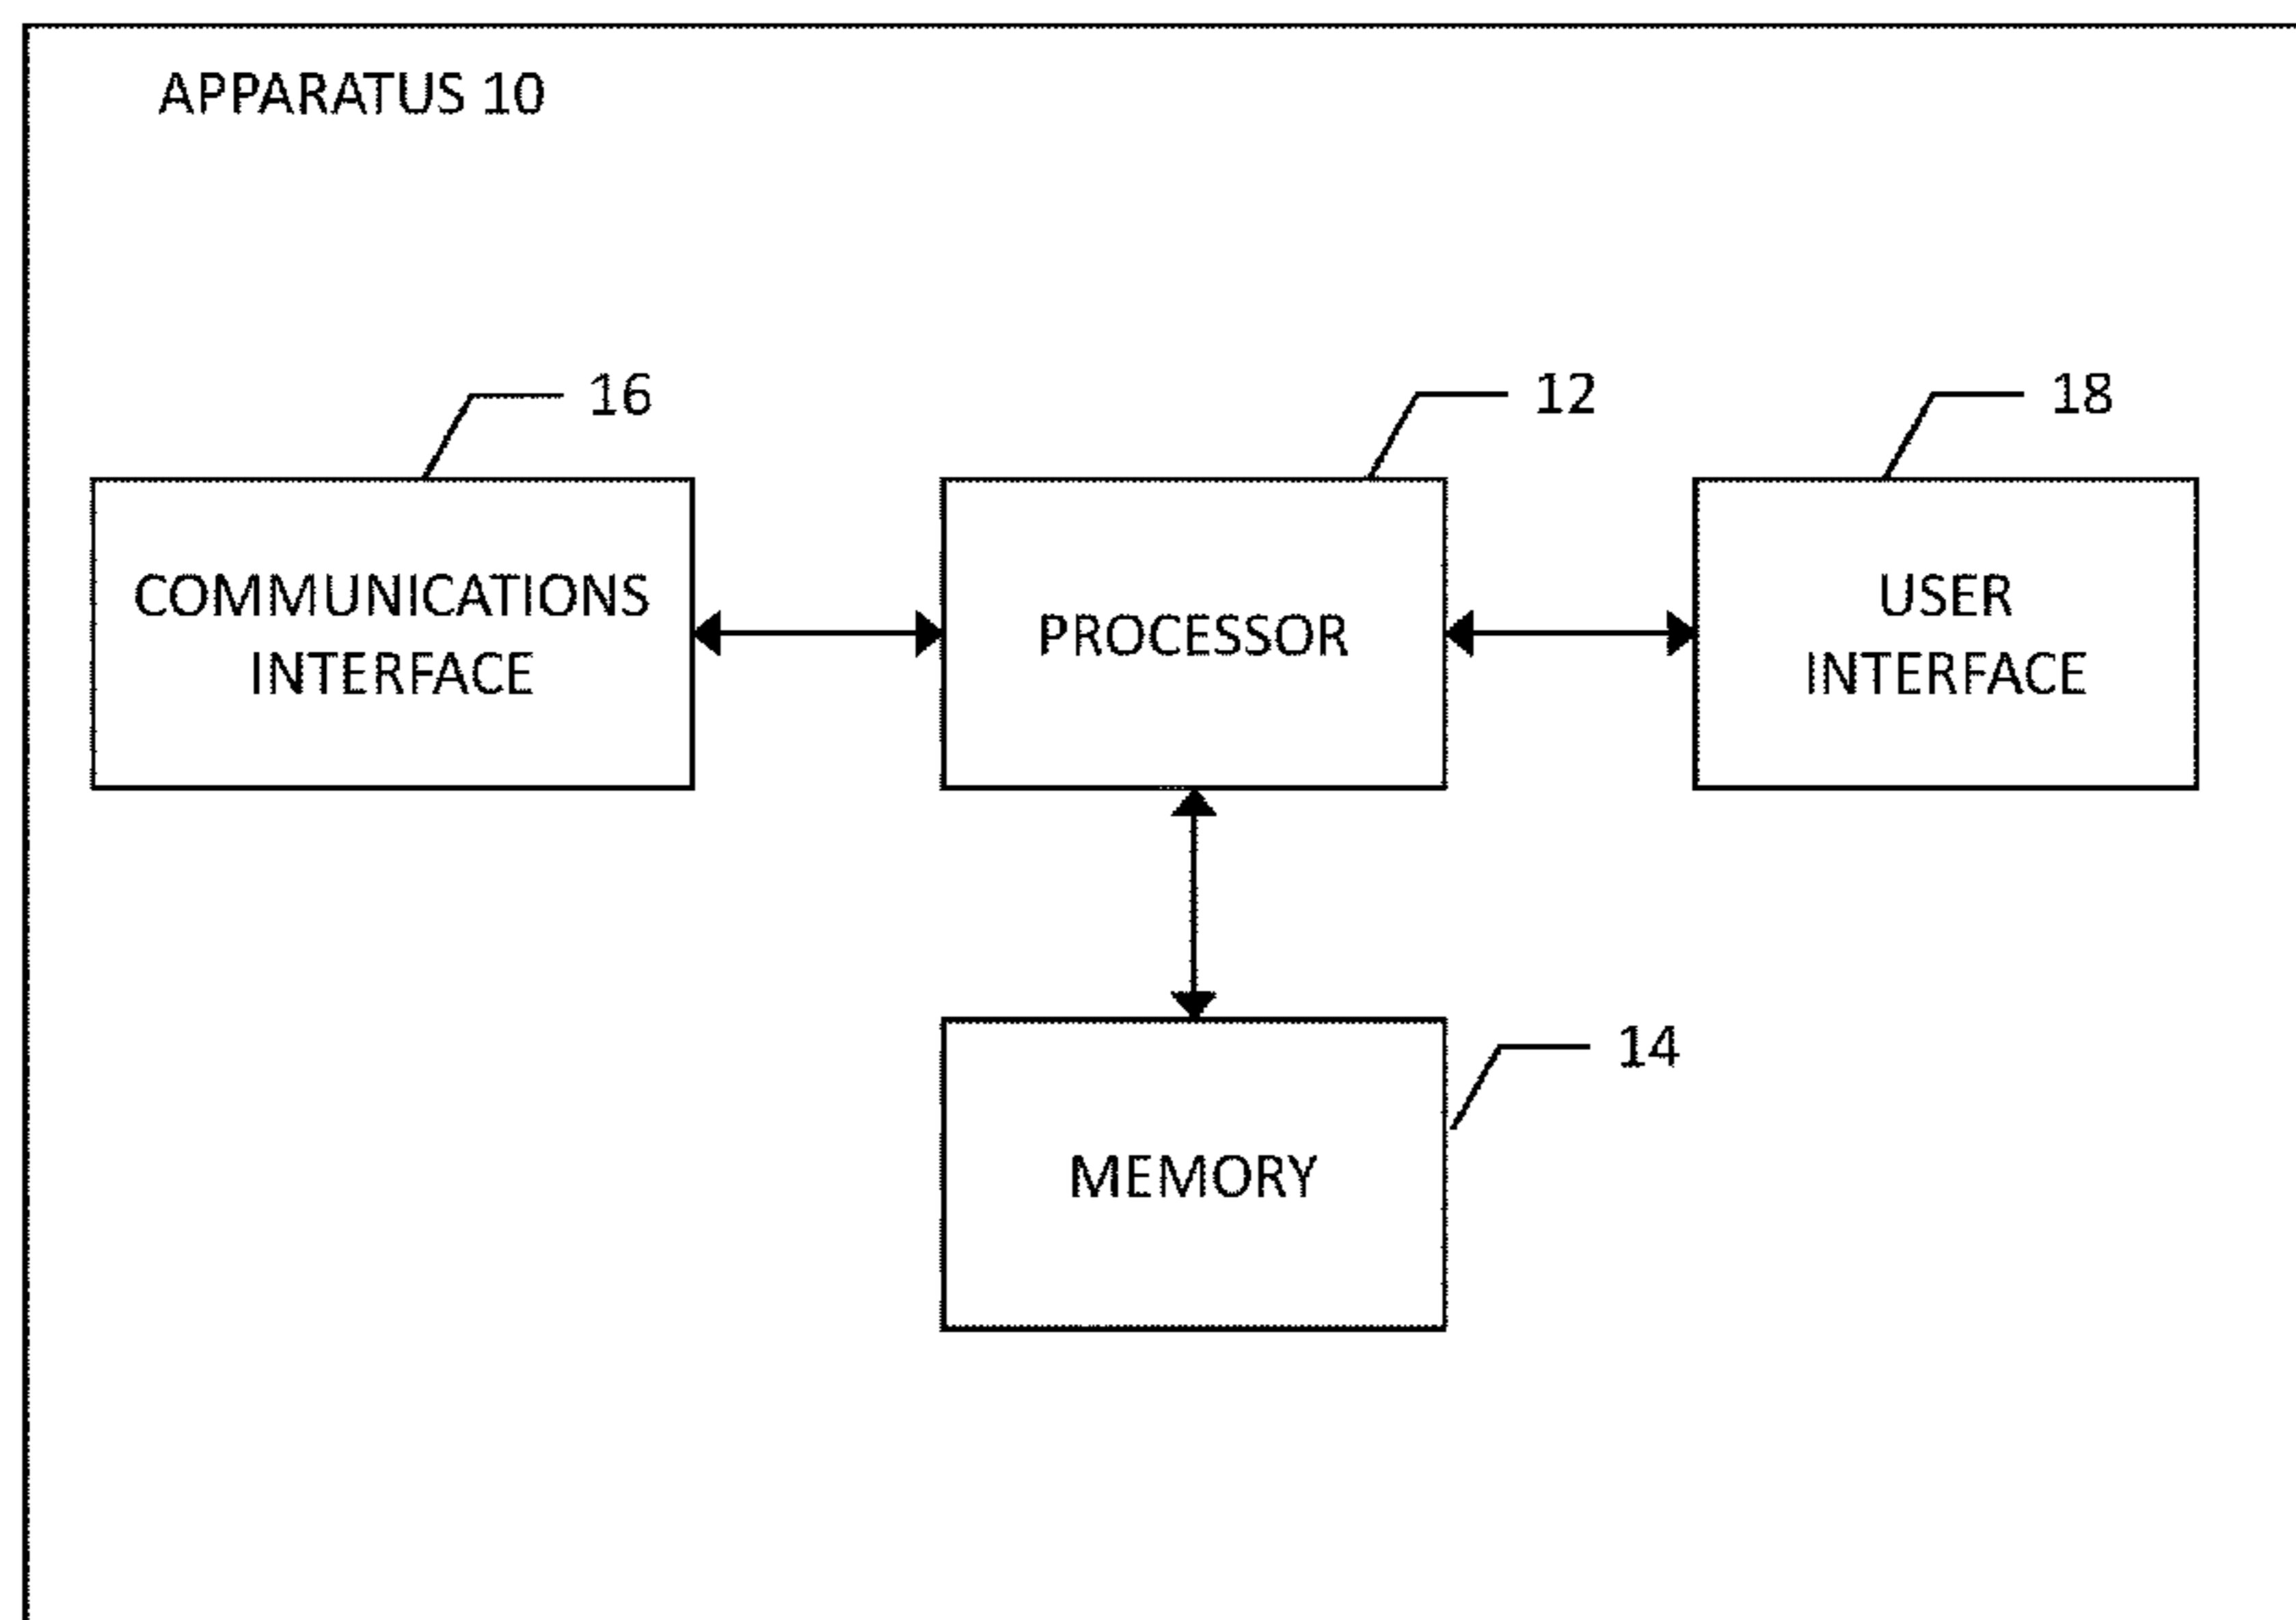 APPARATUS 10
16
12
18
COMMUNICATIONS
INTERFACE
PROCESSOR
USER
INTERFACE
14
MEMORY